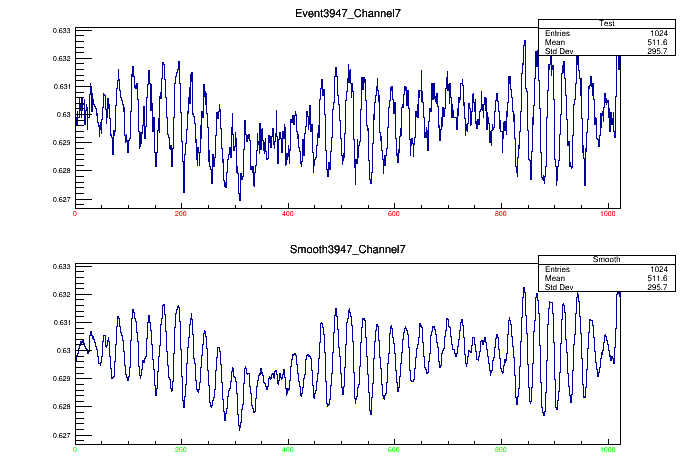 Event3947_Channel7
Test
Entries 1024
Mean 511.6
Std Dev 295.7
0.633
0.632
0.631
0.63
0.629
0.628
0.627
0 200 400 600 800 1000
Smooth3947_Channel7
Smooth
Entries 1024
Mean 511.6
Std Dev 295.7
0.633
0.632
0.631
0.63
0.629
0.628
0.627
0 200 400 600 800 1000